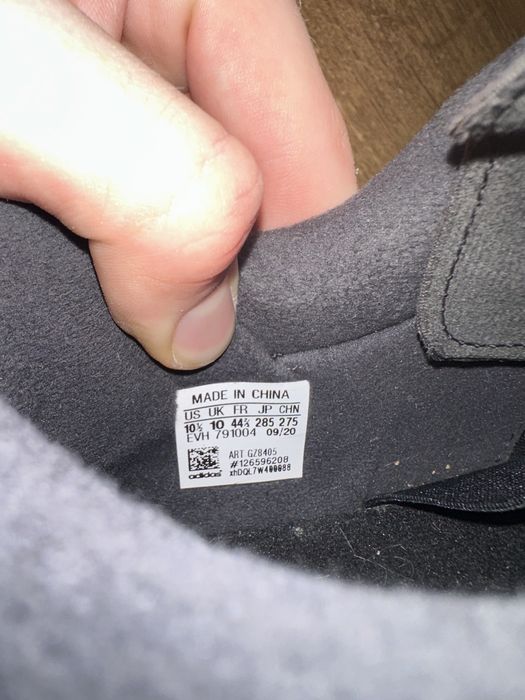 MADE IN CHINA
US UK FR JP CHN
10½ 10 44⅔ 285 275
EVH 791004 09/20
ART GZ8405
#126596208
adidas